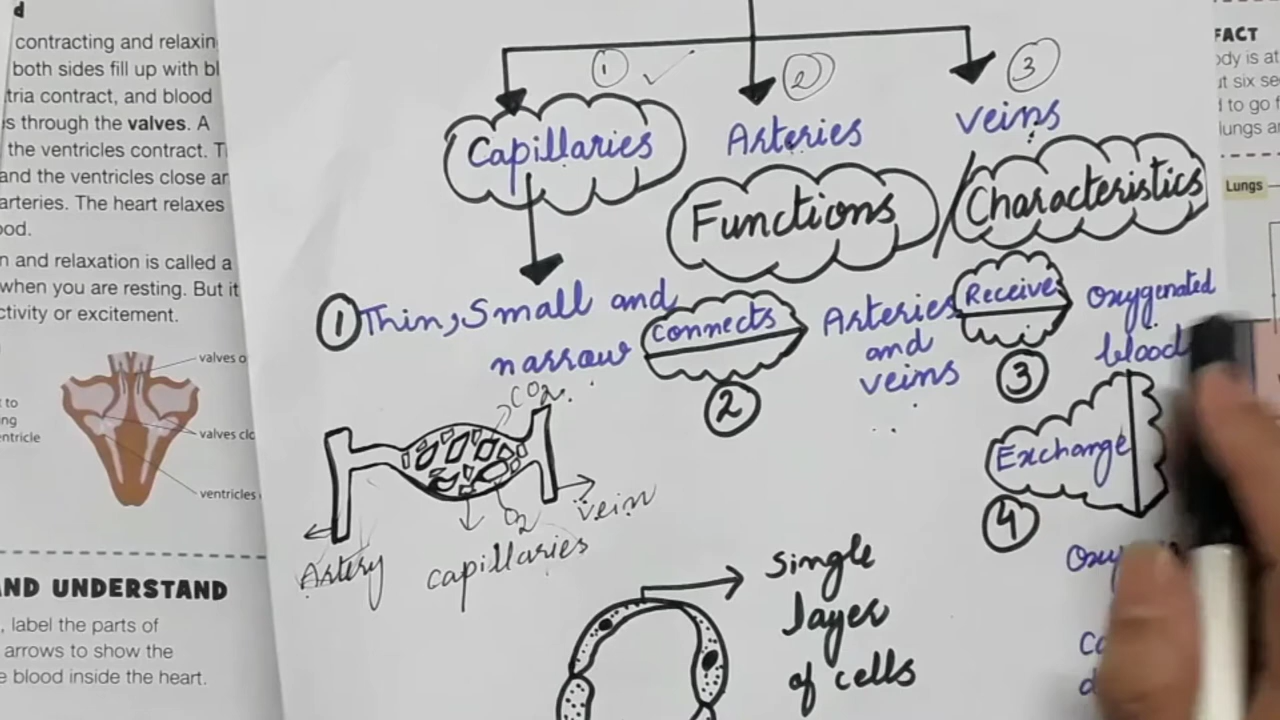 d
contracting and relaxin
both sides fill up with bl
tria contract, and blood
s through the valves. A
the ventricles contract. T
and the ventricles close ar
arteries. The heart relaxes
od.
n and relaxation is called a
when you are resting. But it
ctivity or excitement.
valves o
valves clo
ventricles
to
ng
entricle
AND UNDERSTAND
, label the parts of
arrows to show the
e blood inside the heart.
1
2
3
Capillaries
Arteries
veins
Functions / Characteristics
1 Thin, Small and
narrow
Connects
2
Arteries
and
veins
Receive
3
Oxygenated
blood
Exchange
4
CO2
O2
Artery
capillaries
vein
Single
layer
of cells
FACT
ody is at
ut six se
d to go f
lungs ar
Lungs